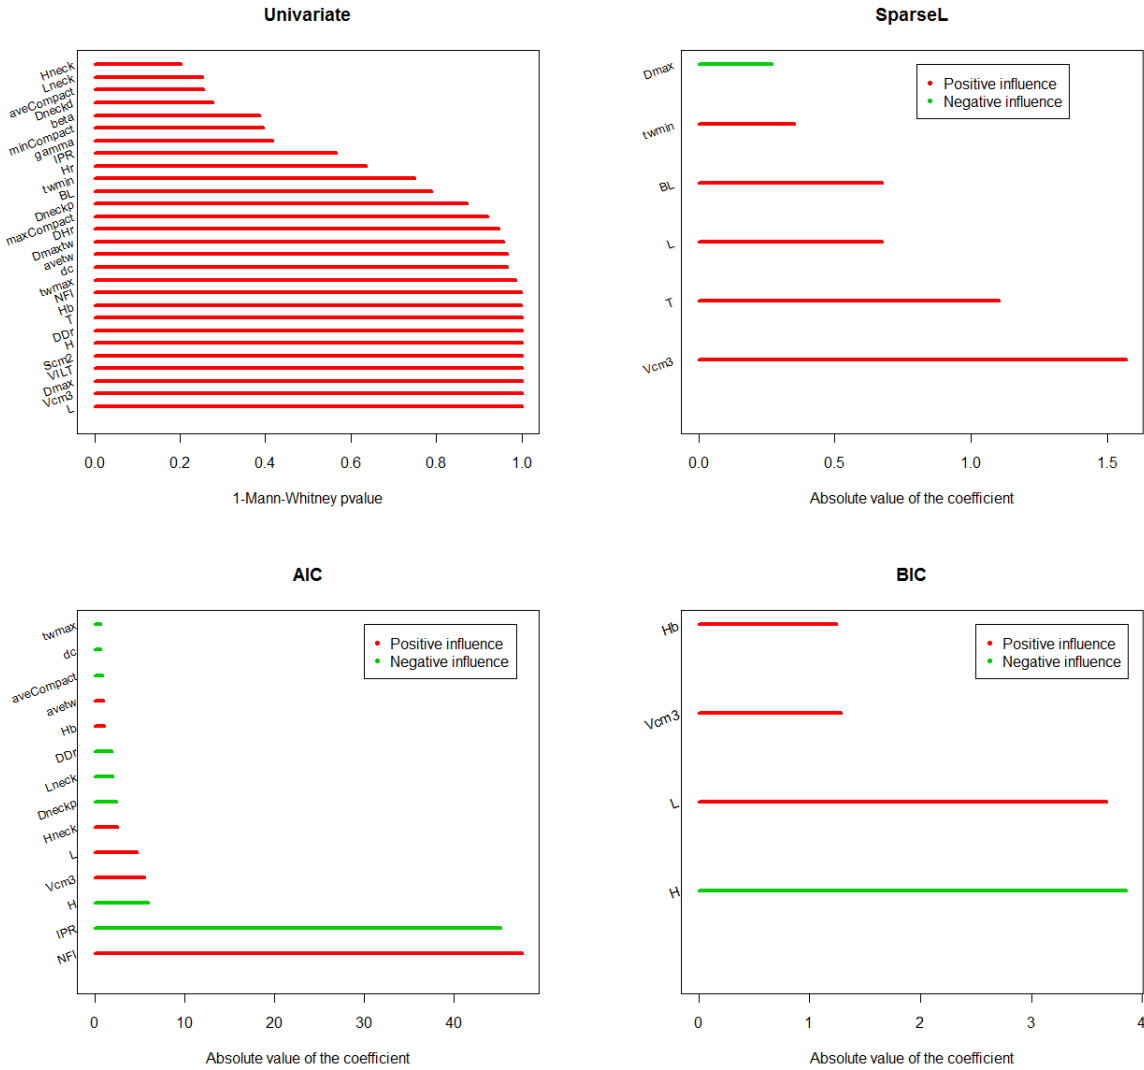 Univariate
Hneck
Lneck
aveCompact
Dneckd
beta
minCompact
gamma
IPR
Hr
twmin
BL
Dneckp
maxCompact
DHr
Dmaxtw
avetw
dc
twmax
NFI
Hb
T
DDr
H
Scm2
VILT
Dmax
Vcm3
L
0.0 0.2 0.4 0.6 0.8 1.0
1-Mann-Whitney pvalue
SparseL
Positive influence
Negative influence
Dmax
twmin
BL
L
T
Vcm3
0.0 0.5 1.0 1.5
Absolute value of the coefficient
AIC
Positive influence
Negative influence
twmax
dc
aveCompact
avetw
Hb
DDr
Lneck
Dneckp
Hneck
L
Vcm3
H
IPR
NFI
0 10 20 30 40
Absolute value of the coefficient
BIC
Positive influence
Negative influence
Hb
Vcm3
L
H
0 1 2 3 4
Absolute value of the coefficient